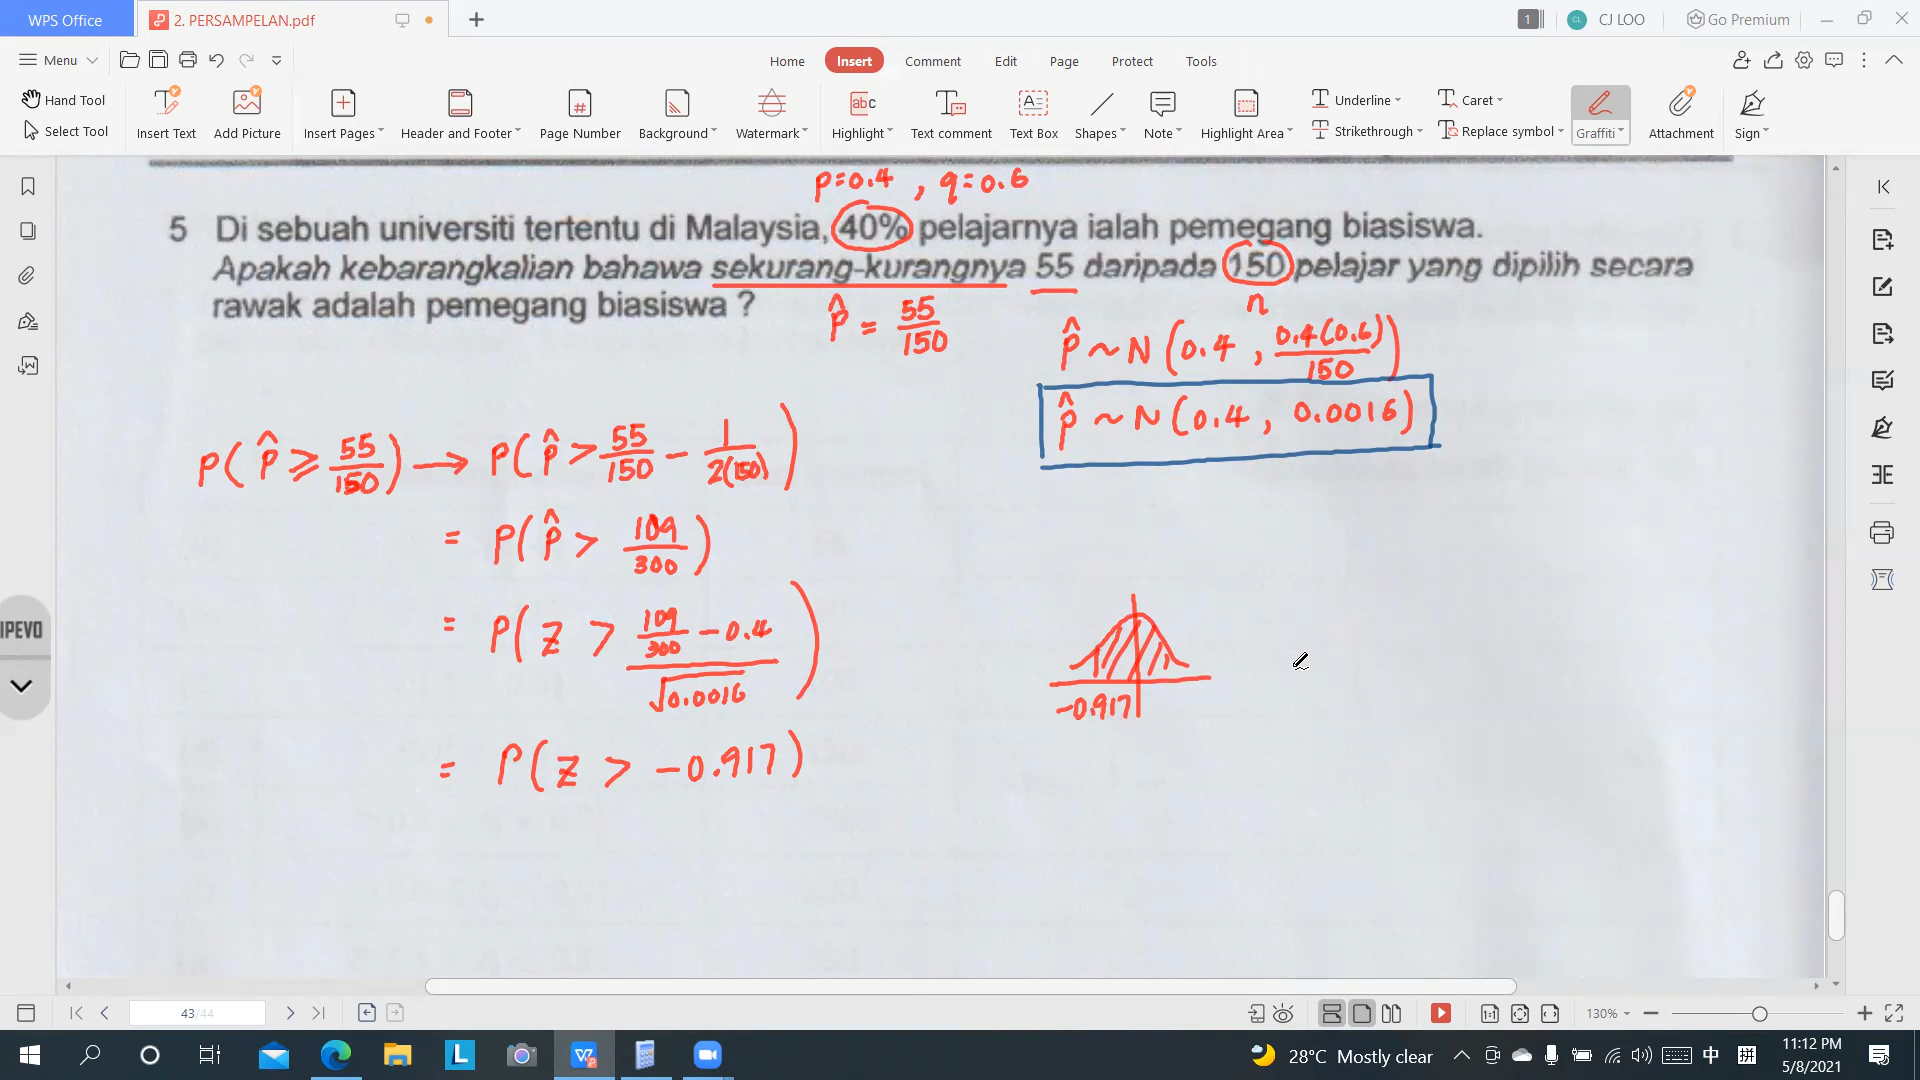 WPS Office
2. PERSAMPELAN.pdf
1
CL
CJ LOO
Go Premium
Menu
Home
Insert
Comment
Edit
Page
Protect
Tools
Hand Tool
Select Tool
Insert Text
Add Picture
Insert Pages
Header and Footer
Page Number
Background
Watermark
Highlight
Text comment
Text Box
Shapes
Note
Highlight Area
Underline
Strikethrough
Caret
Replace symbol
Graffiti
Attachment
Sign
p=0.4 , q=0.6
5 Di sebuah universiti tertentu di Malaysia, 40% pelajarnya ialah pemegang biasiswa.
Apakah kebarangkalian bahawa sekurang-kurangnya 55 daripada 150 pelajar yang dipilih secara
rawak adalah pemegang biasiswa ?
n
p̂ = 55/150
p̂ ~ N(0.4, 0.4(0.6)/150)
p̂ ~ N(0.4, 0.0016)
P(p̂ ≥ 55/150) → P(p̂ > 55/150 − 1/2(150))
= P(p̂ > 109/300)
= P(z > (109/300 − 0.4)/√0.0016)
−0.917
= P(z > −0.917)
IPEVO
43/44
1:1
130%
28°C Mostly clear
中
拼
11:12 PM
5/8/2021